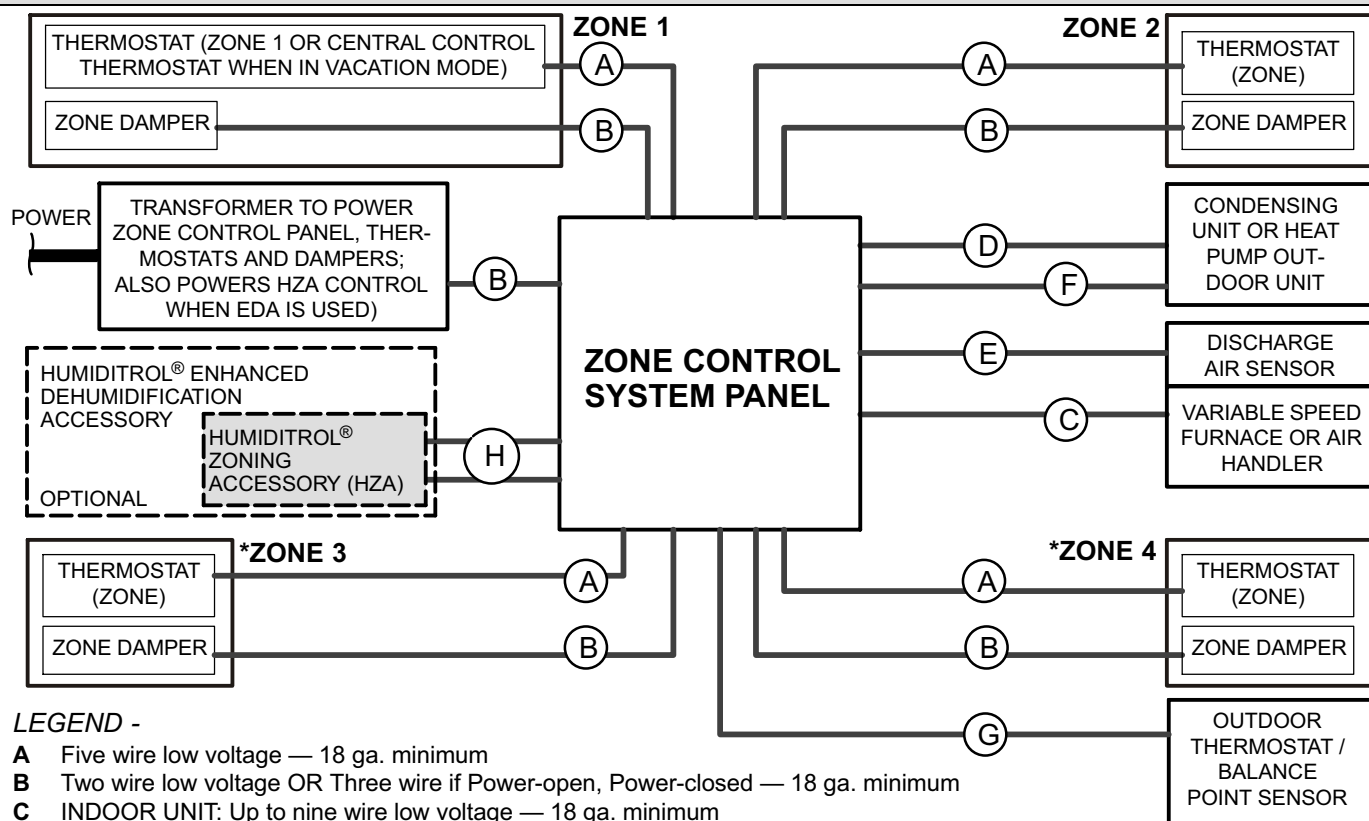 ZONE 1
THERMOSTAT (ZONE 1 OR CENTRAL CONTROL
THERMOSTAT WHEN IN VACATION MODE)
A
ZONE DAMPER
B
ZONE 2
A
THERMOSTAT
(ZONE)
B
ZONE DAMPER
POWER
TRANSFORMER TO POWER
ZONE CONTROL PANEL, THER-
MOSTATS AND DAMPERS;
ALSO POWERS HZA CONTROL
WHEN EDA IS USED)
B
ZONE CONTROL
SYSTEM PANEL
D
F
CONDENSING
UNIT OR HEAT
PUMP OUT-
DOOR UNIT
E
DISCHARGE
AIR SENSOR
C
VARIABLE SPEED
FURNACE OR AIR
HANDLER
HUMIDITROL® ENHANCED
DEHUMIDIFICATION
ACCESSORY
HUMIDITROL®
ZONING
ACCESSORY (HZA)
OPTIONAL
H
*ZONE 3
THERMOSTAT
(ZONE)
A
ZONE DAMPER
B
*ZONE 4
A
THERMOSTAT
(ZONE)
B
ZONE DAMPER
G
OUTDOOR
THERMOSTAT /
BALANCE
POINT SENSOR
LEGEND -
A Five wire low voltage — 18 ga. minimum
B Two wire low voltage OR Three wire if Power-open, Power-closed — 18 ga. minimum
C INDOOR UNIT: Up to nine wire low voltage — 18 ga. minimum